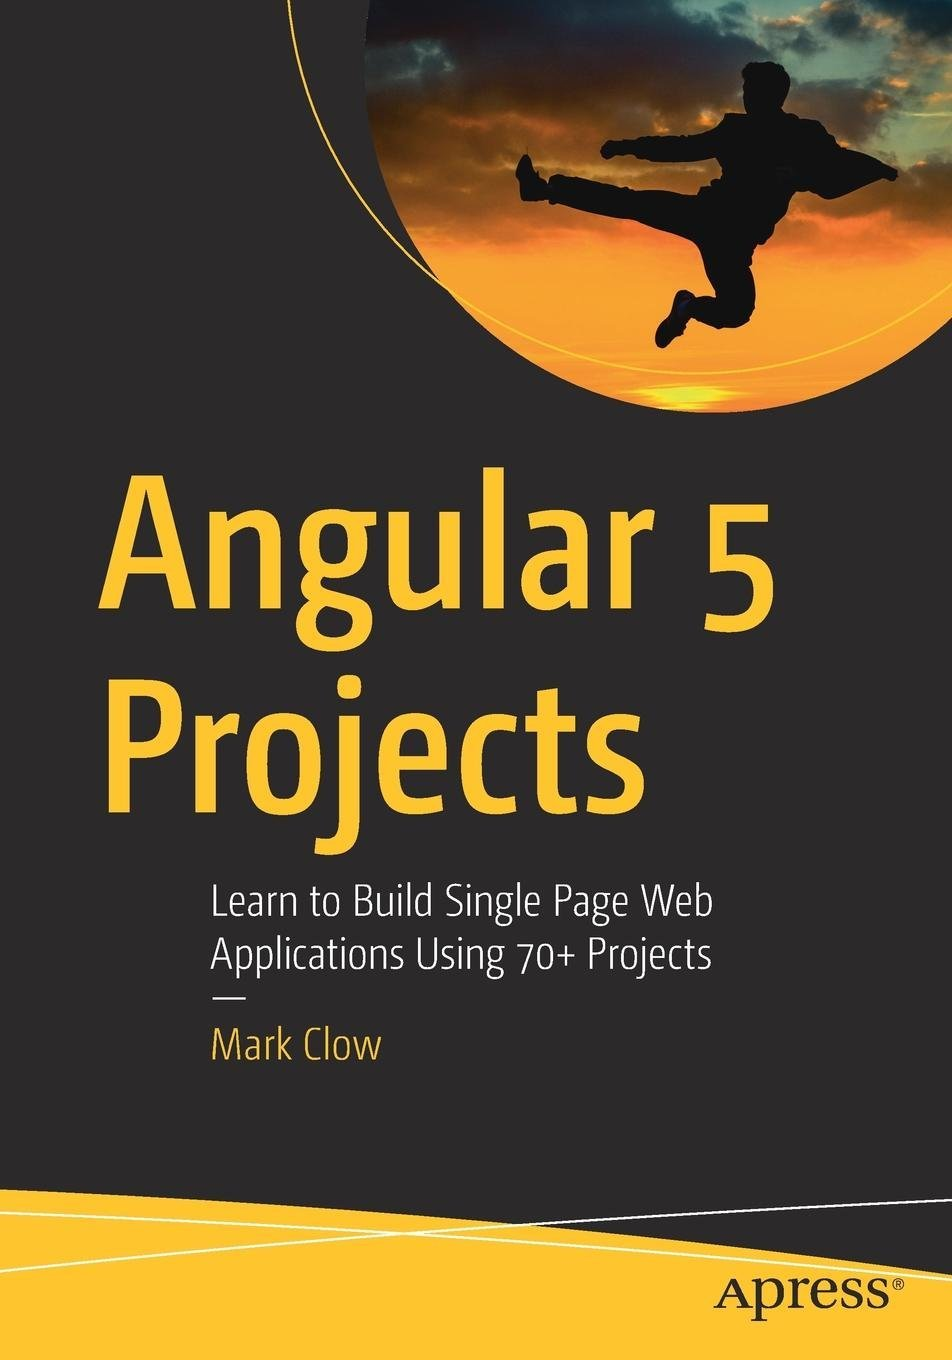 Angular 5
Projects
Learn to Build Single Page Web
Applications Using 70+ Projects
—
Mark Clow
Apress®